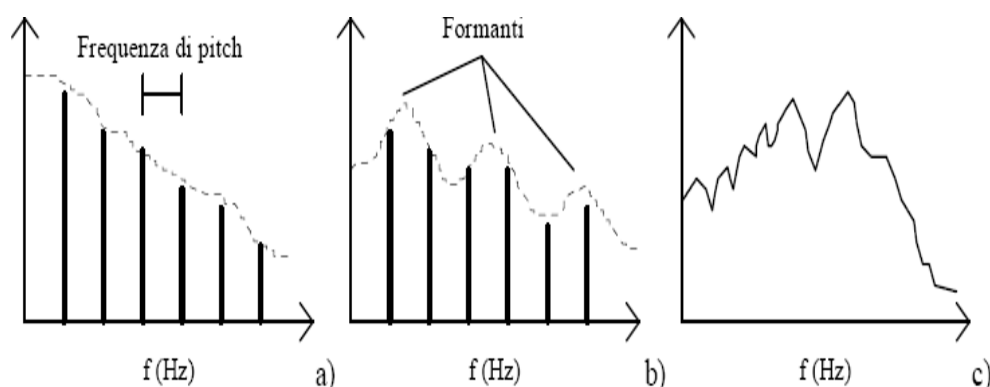 Frequenza di pitch
Formanti
f (Hz)
a)
f (Hz)
b)
f (Hz)
c)